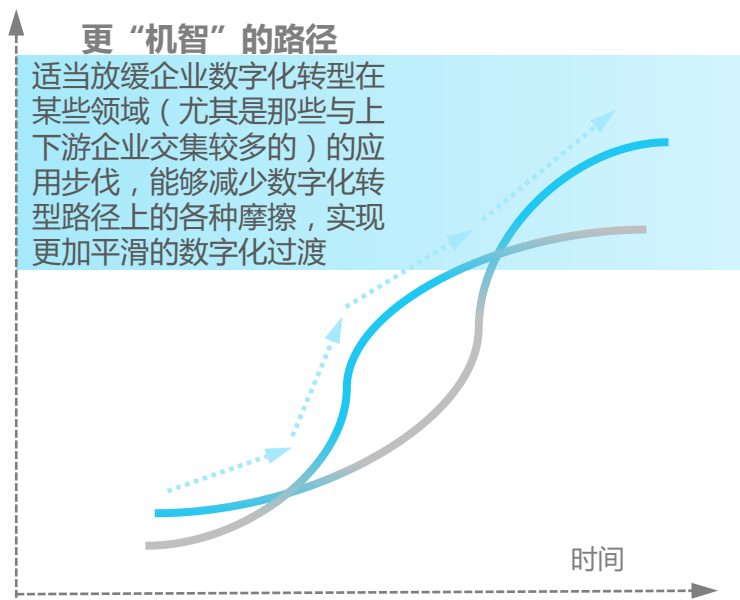 更“机智”的路径
适当放缓企业数字化转型在
某些领域（尤其是那些与上
下游企业交集较多的）的应
用步伐，能够减少数字化转
型路径上的各种摩擦，实现
更加平滑的数字化过渡
时间